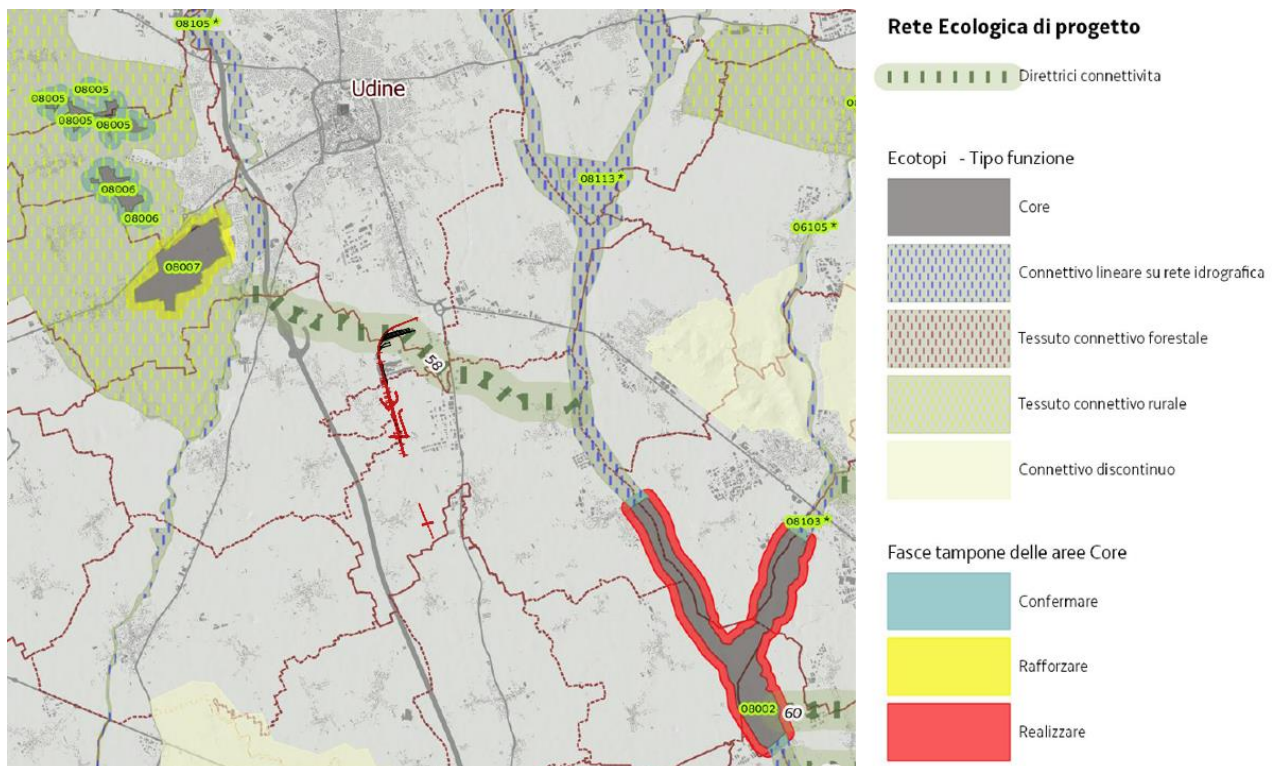 08105*
Udine
08005
08005
08005
08005
08006
08006
08007
08113*
06105*
58
08103*
08002
60
Rete Ecologica di progetto
Direttrici connettivita
Ecotopi - Tipo funzione
Core
Connettivo lineare su rete idrografica
Tessuto connettivo forestale
Tessuto connettivo rurale
Connettivo discontinuo
Fasce tampone delle aree Core
Confermare
Rafforzare
Realizzare